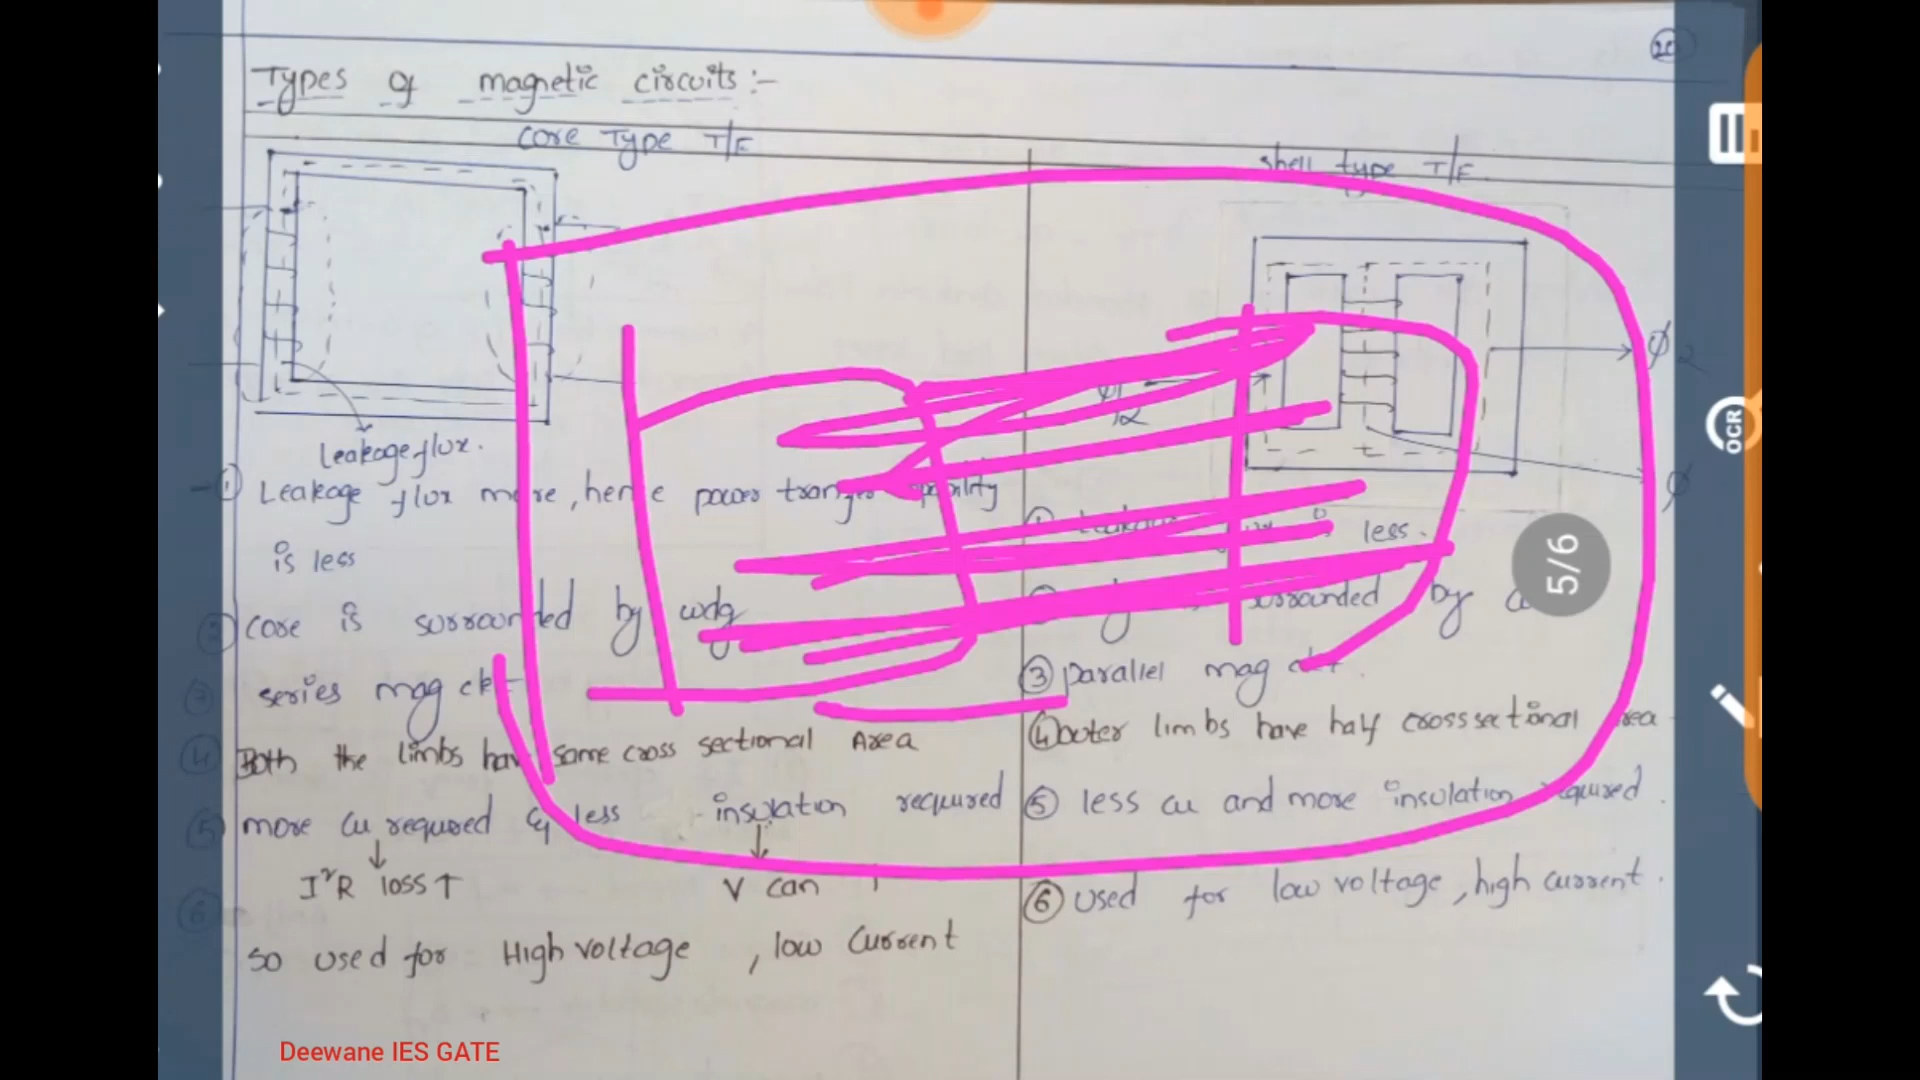 20
Types of magnetic circuits :-
core Type T/F
shell type T/F
leakage flux.
① Leakage flux more, hence power
is less
② core is surrounded by wdg
③ series mag ckt
④ Both the limbs have same cross sectional Area
⑤ more cu required & less insulation required
I²R loss ↑
V can
⑥
so used for High voltage, low current
ϕ/2
ϕ
less.
surrounded by
③ parallel mag ckt.
④ outer limbs have half crosssectional Area
⑤ less cu and more insulation required.
⑥ used for low voltage, high current.
5/6
OCR
Deewane IES GATE